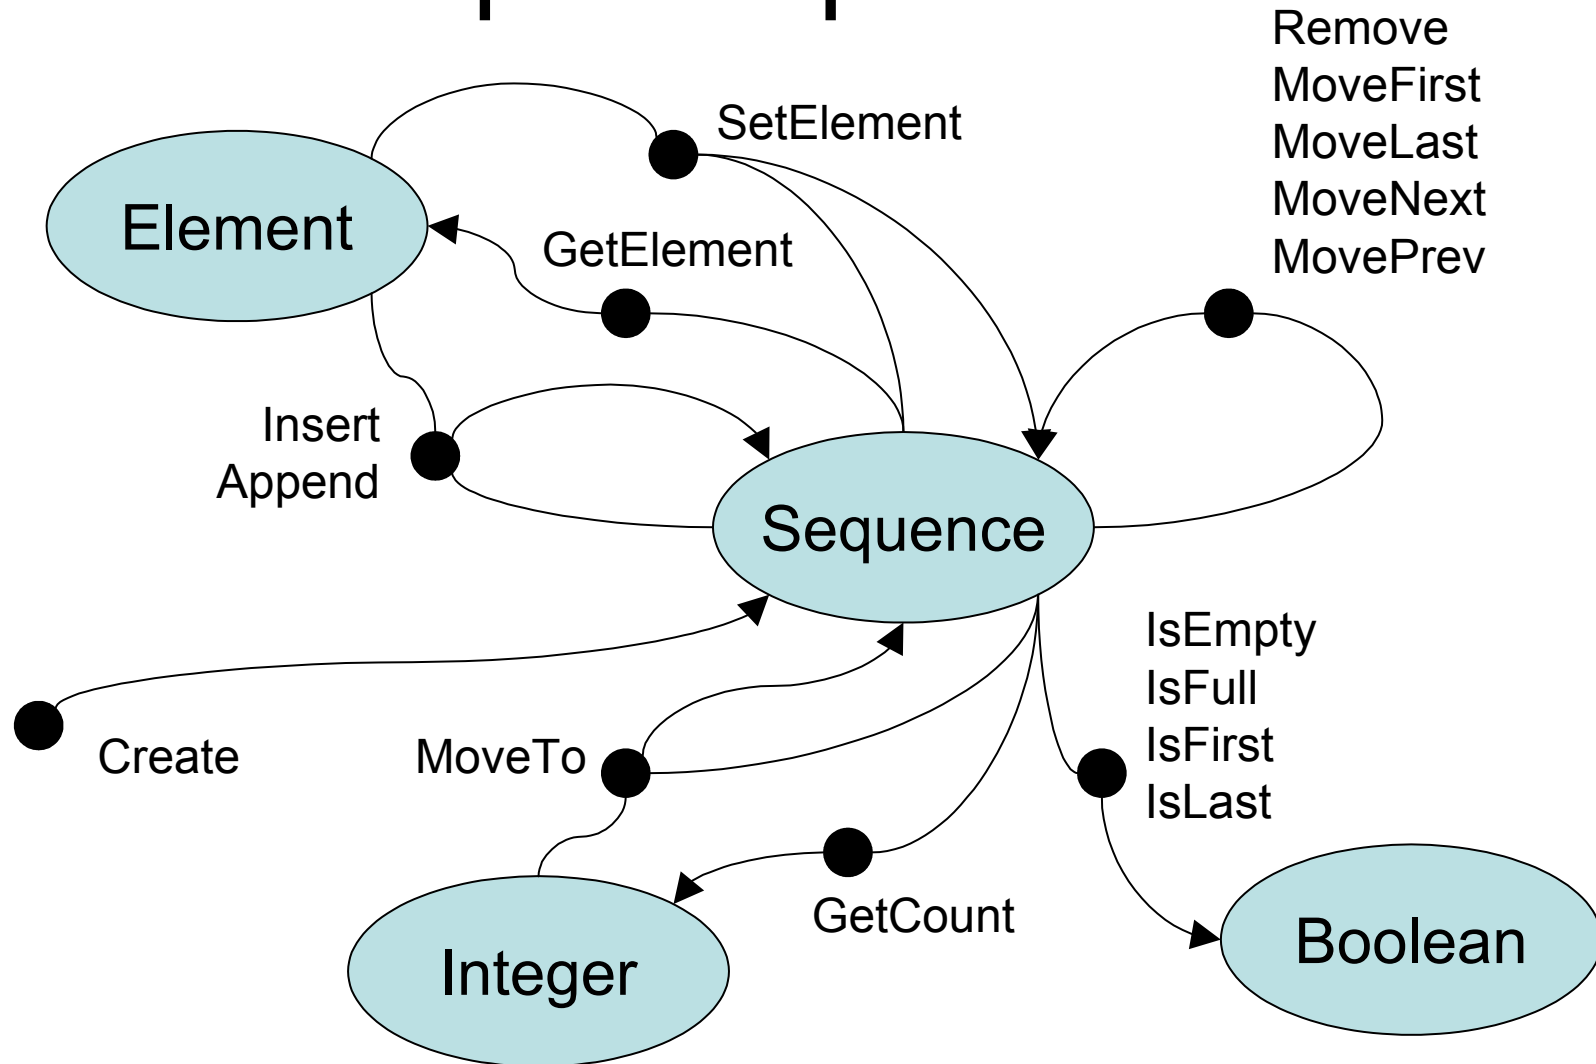 Remove
MoveFirst
MoveLast
MoveNext
MovePrev
SetElement
Element
GetElement
Insert
Append
Sequence
IsEmpty
IsFull
IsFirst
IsLast
Create
MoveTo
GetCount
Integer
Boolean